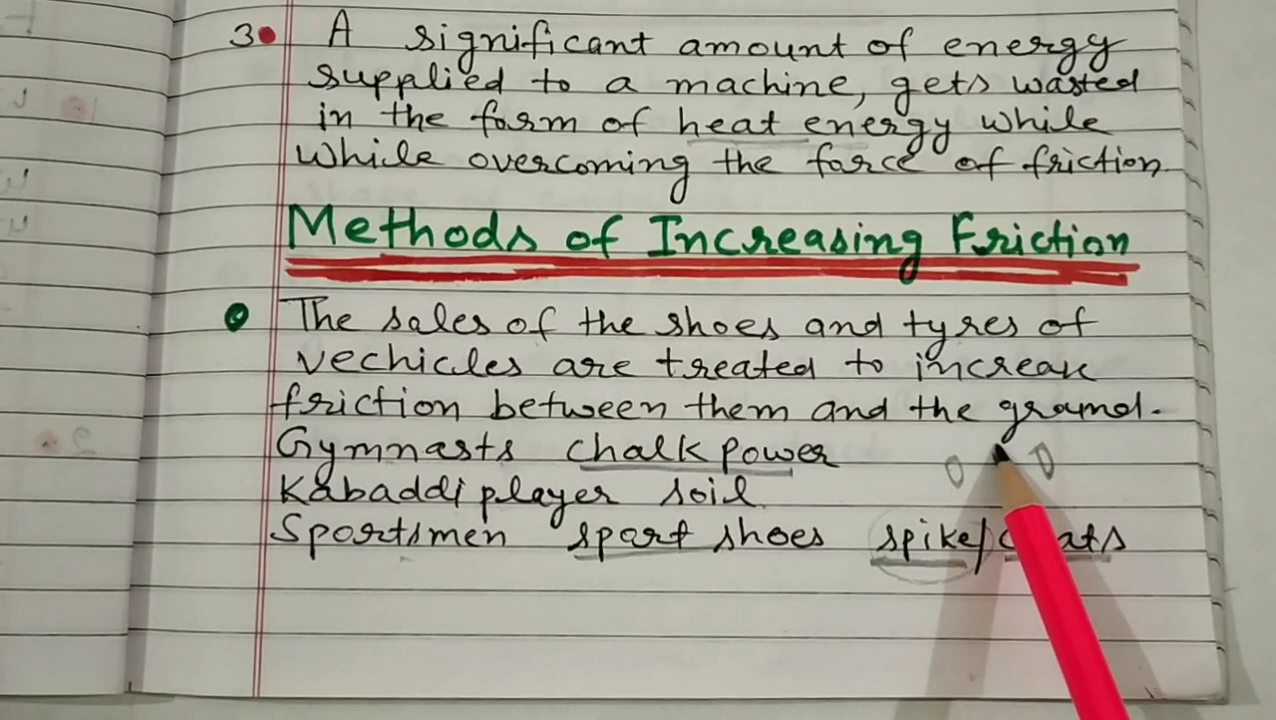 3• A significant amount of energy
supplied to a machine, gets wasted
in the form of heat energy while
while overcoming the force of friction
Methods of Increasing Friction
• The soles of the shoes and tyres of
vechicles are treated to increase
friction between them and the ground.
Gymnasts chalk power
Kabaddi player soil
Sportsmen sport shoes spike/